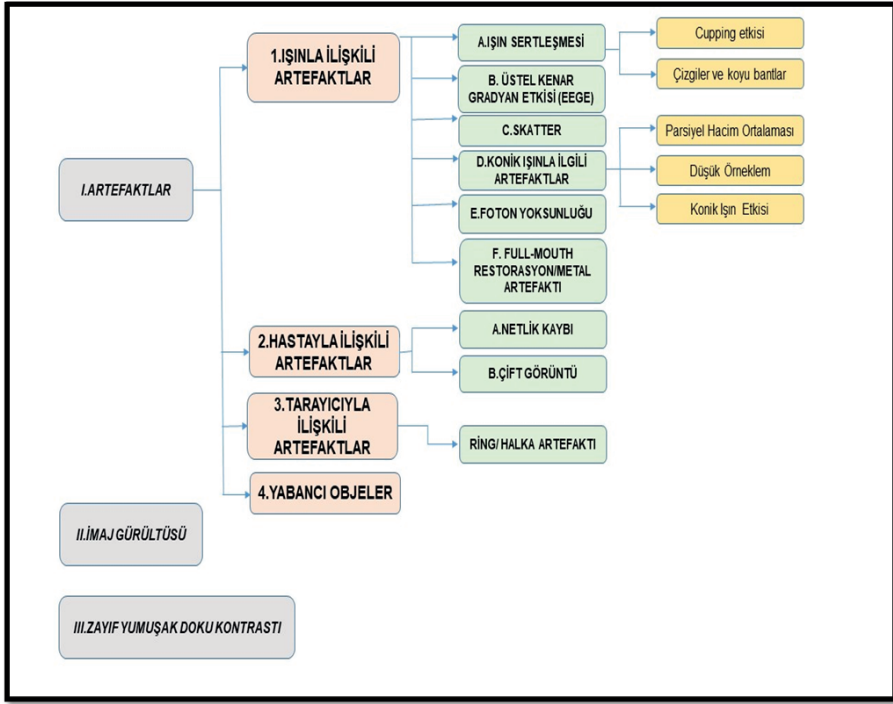 I.ARTEFAKTLAR
1.IŞINLA İLİŞKİLİ
ARTEFAKTLAR
A.IŞIN SERTLEŞMESİ
Cupping etkisi
Çizgiler ve koyu bantlar
B. ÜSTEL KENAR
GRADYAN ETKİSİ (EEGE)
C.SKATTER
D.KONİK IŞINLA İLGİLİ
ARTEFAKTLAR
Parsiyel Hacim Ortalaması
Düşük Örneklem
Konik Işın Etkisi
E.FOTON YOKSUNLUĞU
F. FULL-MOUTH
RESTORASYON/METAL
ARTEFAKTI
2.HASTAYLA İLİŞKİLİ
ARTEFAKTLAR
A.NETLİK KAYBI
B.ÇİFT GÖRÜNTÜ
3.TARAYICIYLA
İLİŞKİLİ
ARTEFAKTLAR
RİNG/ HALKA ARTEFAKTI
4.YABANCI OBJELER
II.İMAJ GÜRÜLTÜSÜ
III.ZAYIF YUMUŞAK DOKU KONTRASTI